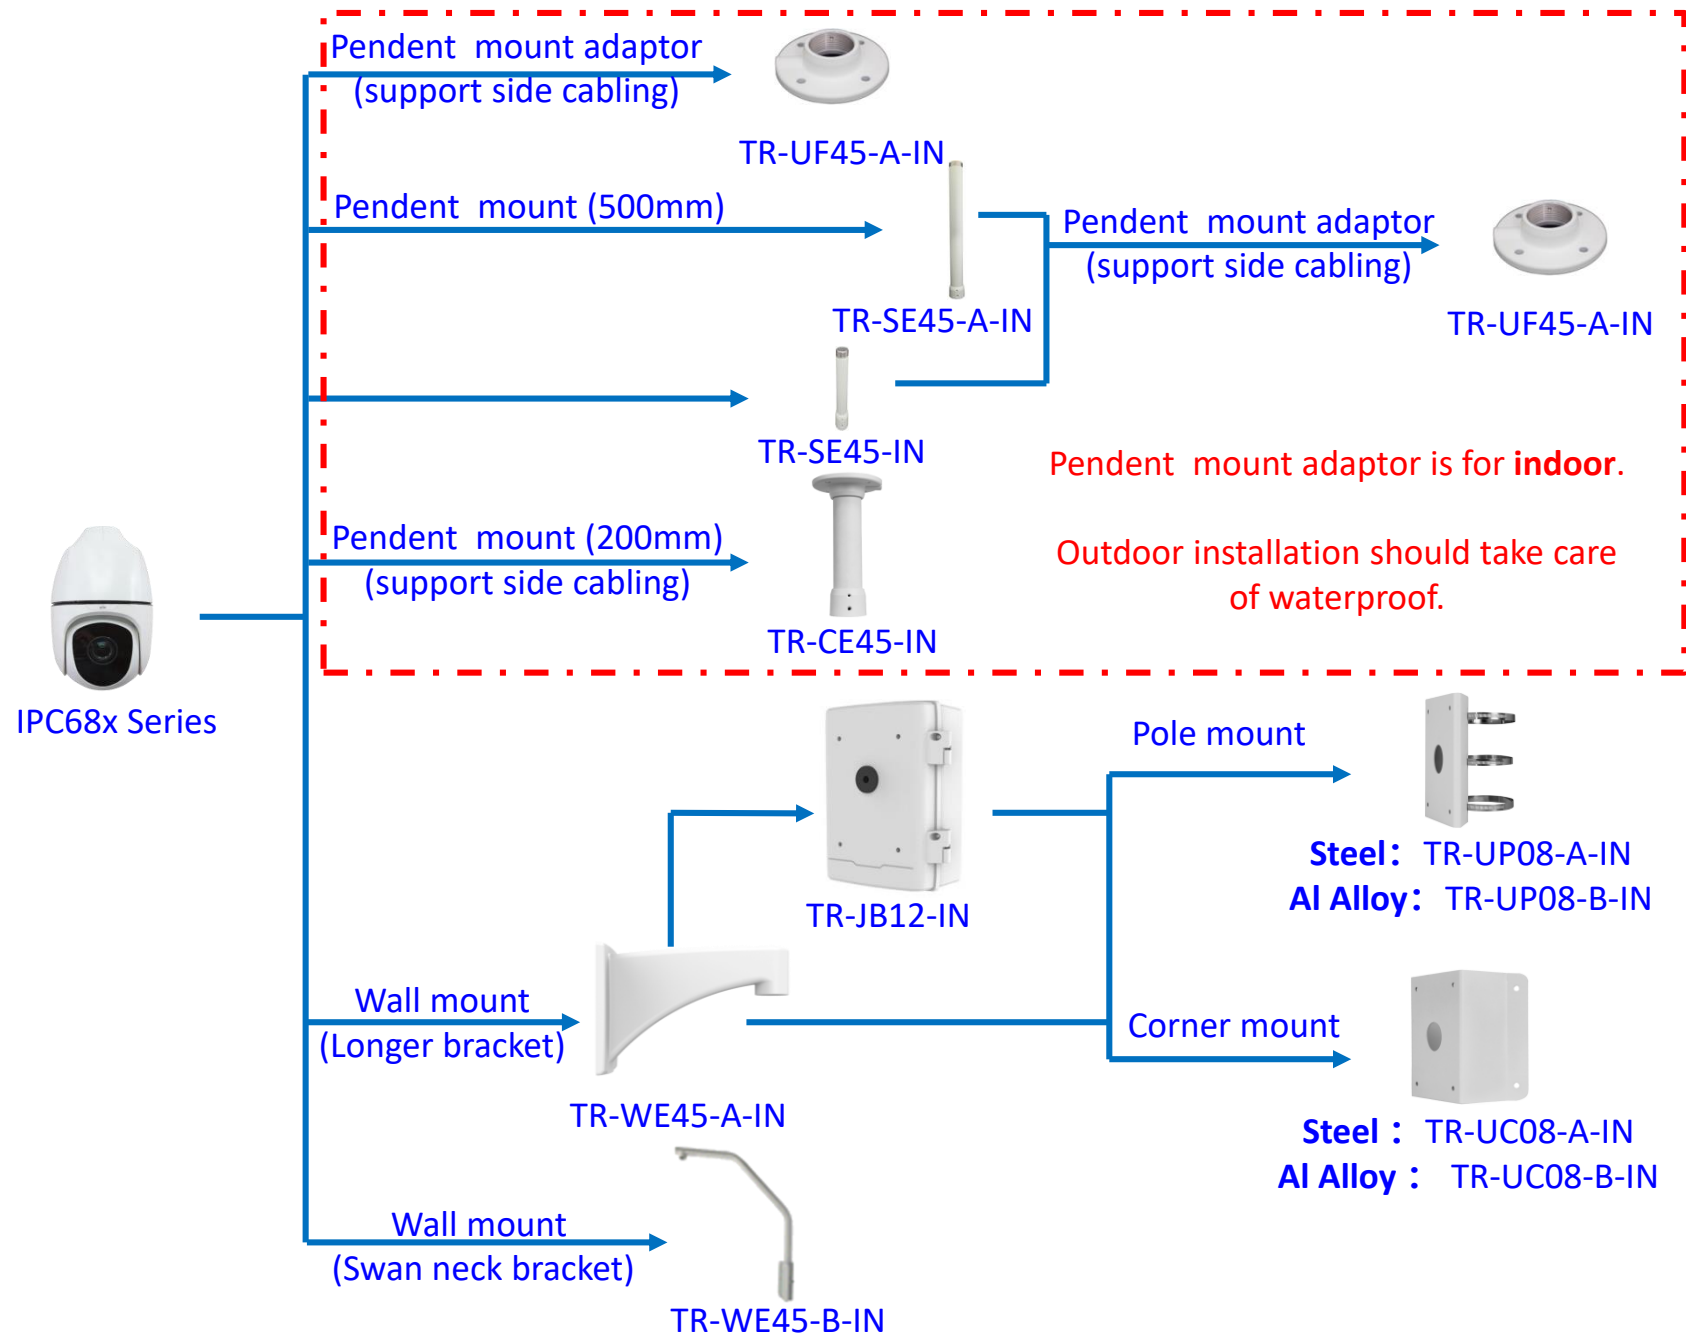 Pendent mount adaptor
(support side cabling)
TR-UF45-A-IN
Pendent mount (500mm)
TR-SE45-A-IN
Pendent mount adaptor
(support side cabling)
TR-UF45-A-IN
TR-SE45-IN
Pendent mount adaptor is for indoor.
Outdoor installation should take care
of waterproof.
Pendent mount (200mm)
(support side cabling)
TR-CE45-IN
IPC68x Series
Pole mount
Steel： TR-UP08-A-IN
Al Alloy： TR-UP08-B-IN
TR-JB12-IN
Wall mount
(Longer bracket)
TR-WE45-A-IN
Corner mount
Steel： TR-UC08-A-IN
Al Alloy： TR-UC08-B-IN
Wall mount
(Swan neck bracket)
TR-WE45-B-IN